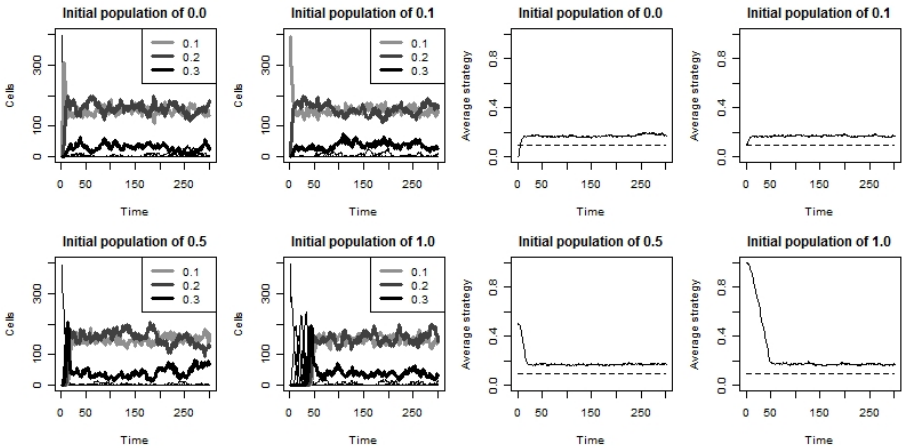 Initial population of 0.0
0.1
0.2
0.3
Cells
300
100
0
0 50 150 250
Time
Initial population of 0.1
0.1
0.2
0.3
Cells
300
100
0
0 50 150 250
Time
Initial population of 0.0
Average strategy
0.8
0.4
0.0
0 50 150 250
Time
Initial population of 0.1
Average strategy
0.8
0.4
0.0
0 50 150 250
Time
Initial population of 0.5
0.1
0.2
0.3
Cells
300
100
0
0 50 150 250
Time
Initial population of 1.0
0.1
0.2
0.3
Cells
300
100
0
0 50 150 250
Time
Initial population of 0.5
Average strategy
0.8
0.4
0.0
0 50 150 250
Time
Initial population of 1.0
Average strategy
0.8
0.4
0.0
0 50 150 250
Time